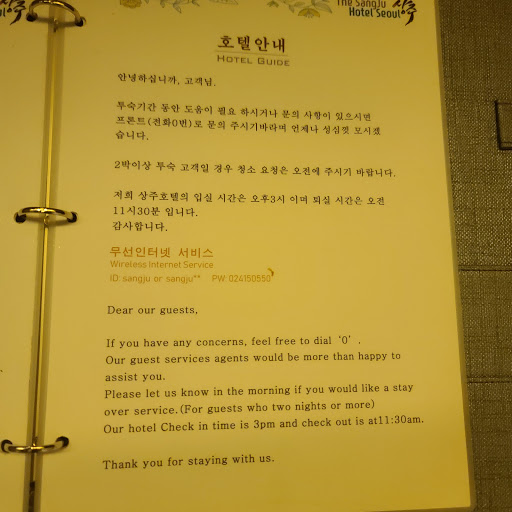 The SangJu
Hotel Seoul 상주
호텔안내
HOTEL GUIDE
안녕하십니까, 고객님.
투숙기간 동안 도움이 필요 하시거나 문의 사항이 있으시면
프론트(전화0번)로 문의 주시기바라며 언제나 성심껏 모시겠
습니다.
2박이상 투숙 고객일 경우 청소 요청은 오전에 주시기 바랍니다.
저희 상주호텔의 입실 시간은 오후3시 이며 퇴실 시간은 오전
11시30분 입니다.
감사합니다.
무선인터넷 서비스
Wireless Internet Service
ID: sangju or sangju** PW: 024150550
Dear our guests,
If you have any concerns, feel free to dial ‘0’.
Our guest services agents would be more than happy to
assist you.
Please let us know in the morning if you would like a stay
over service.(For guests who two nights or more)
Our hotel Check in time is 3pm and check out is at11:30am.
Thank you for staying with us.